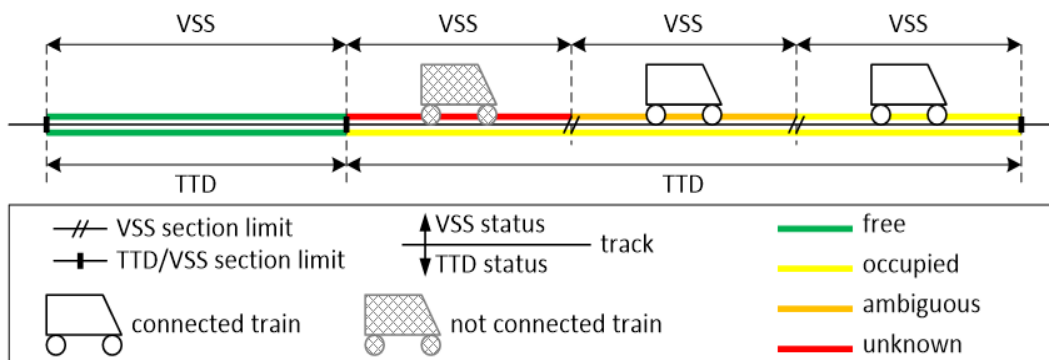 VSS VSS VSS VSS
TTD TTD
VSS section limit
TTD/VSS section limit
VSS status
track
TTD status
connected train
not connected train
free
occupied
ambiguous
unknown